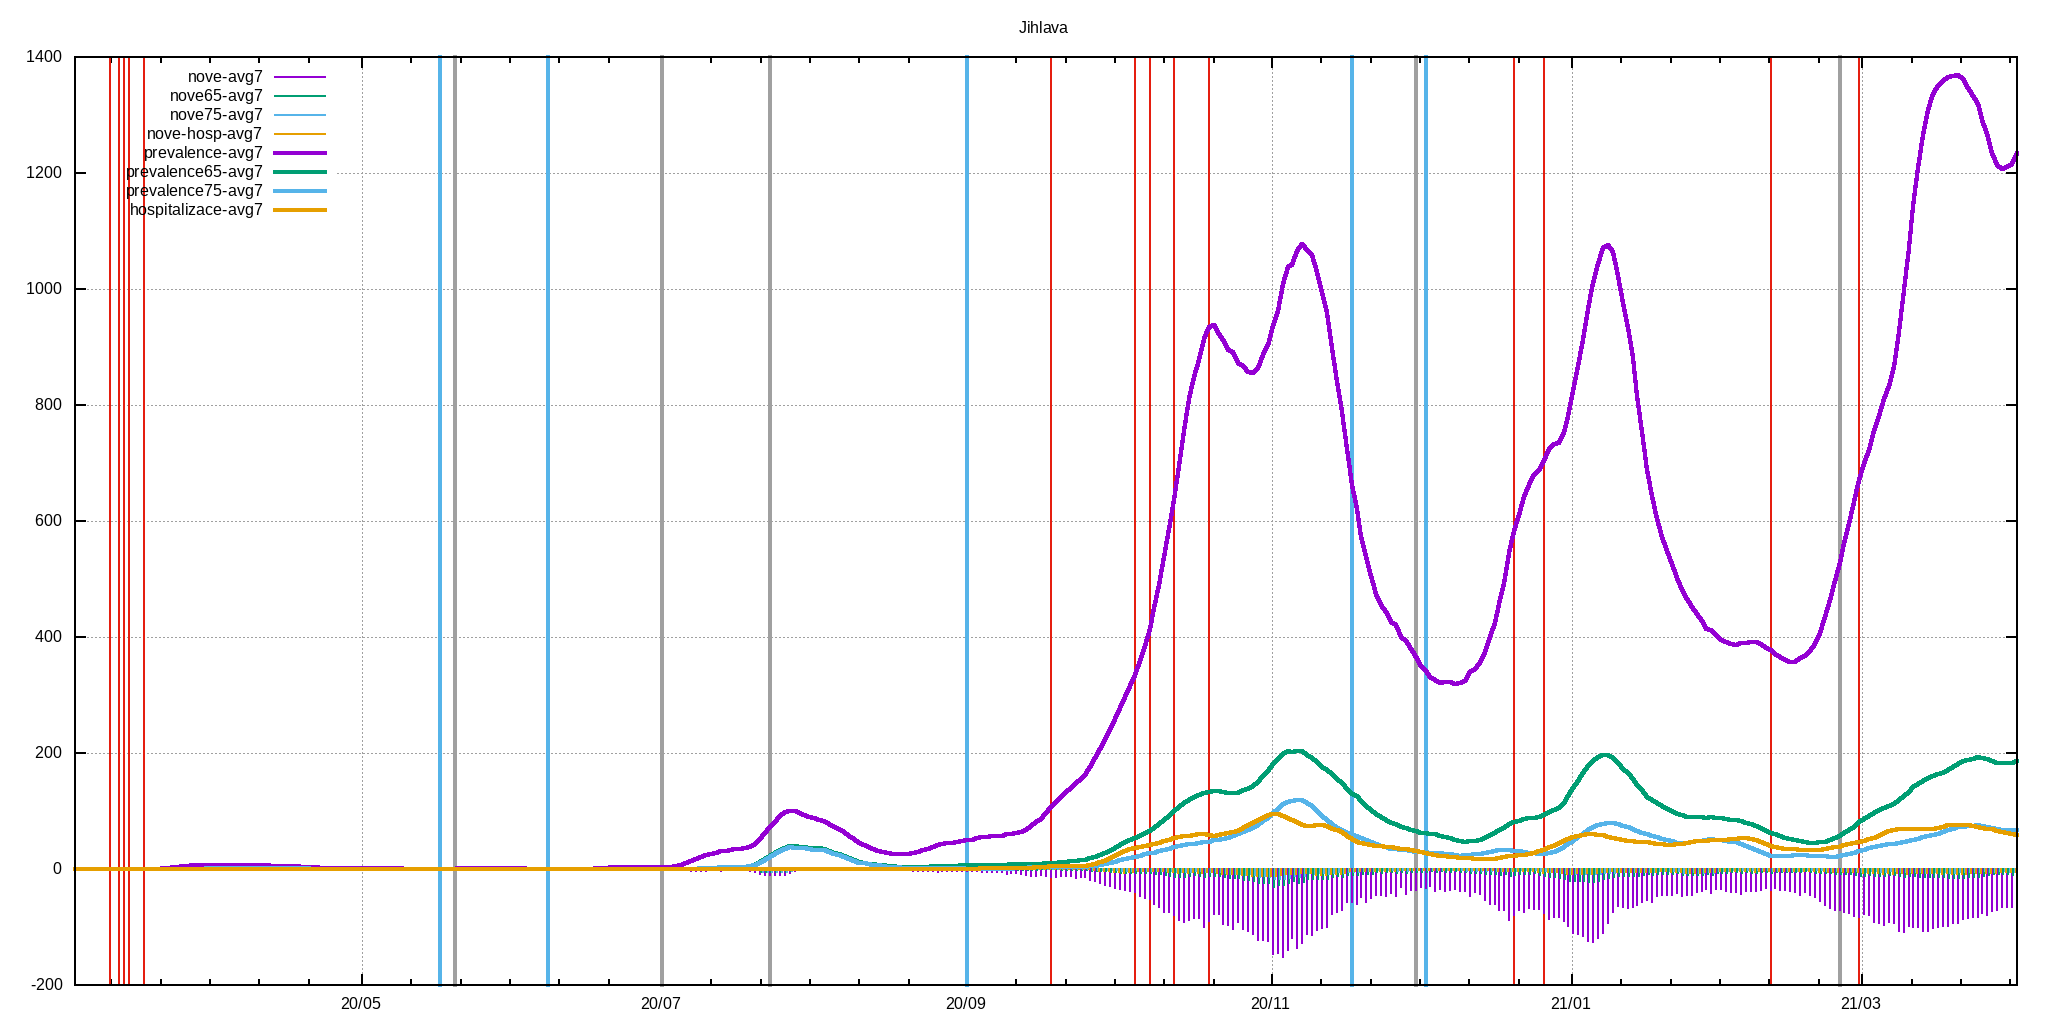 Jihlava
1400
1200
1000
800
600
400
200
0
-200
nove-avg7
nove65-avg7
nove75-avg7
nove-hosp-avg7
prevalence-avg7
prevalence65-avg7
prevalence75-avg7
hospitalizace-avg7
20/05 20/07 20/09 20/11 21/01 21/03